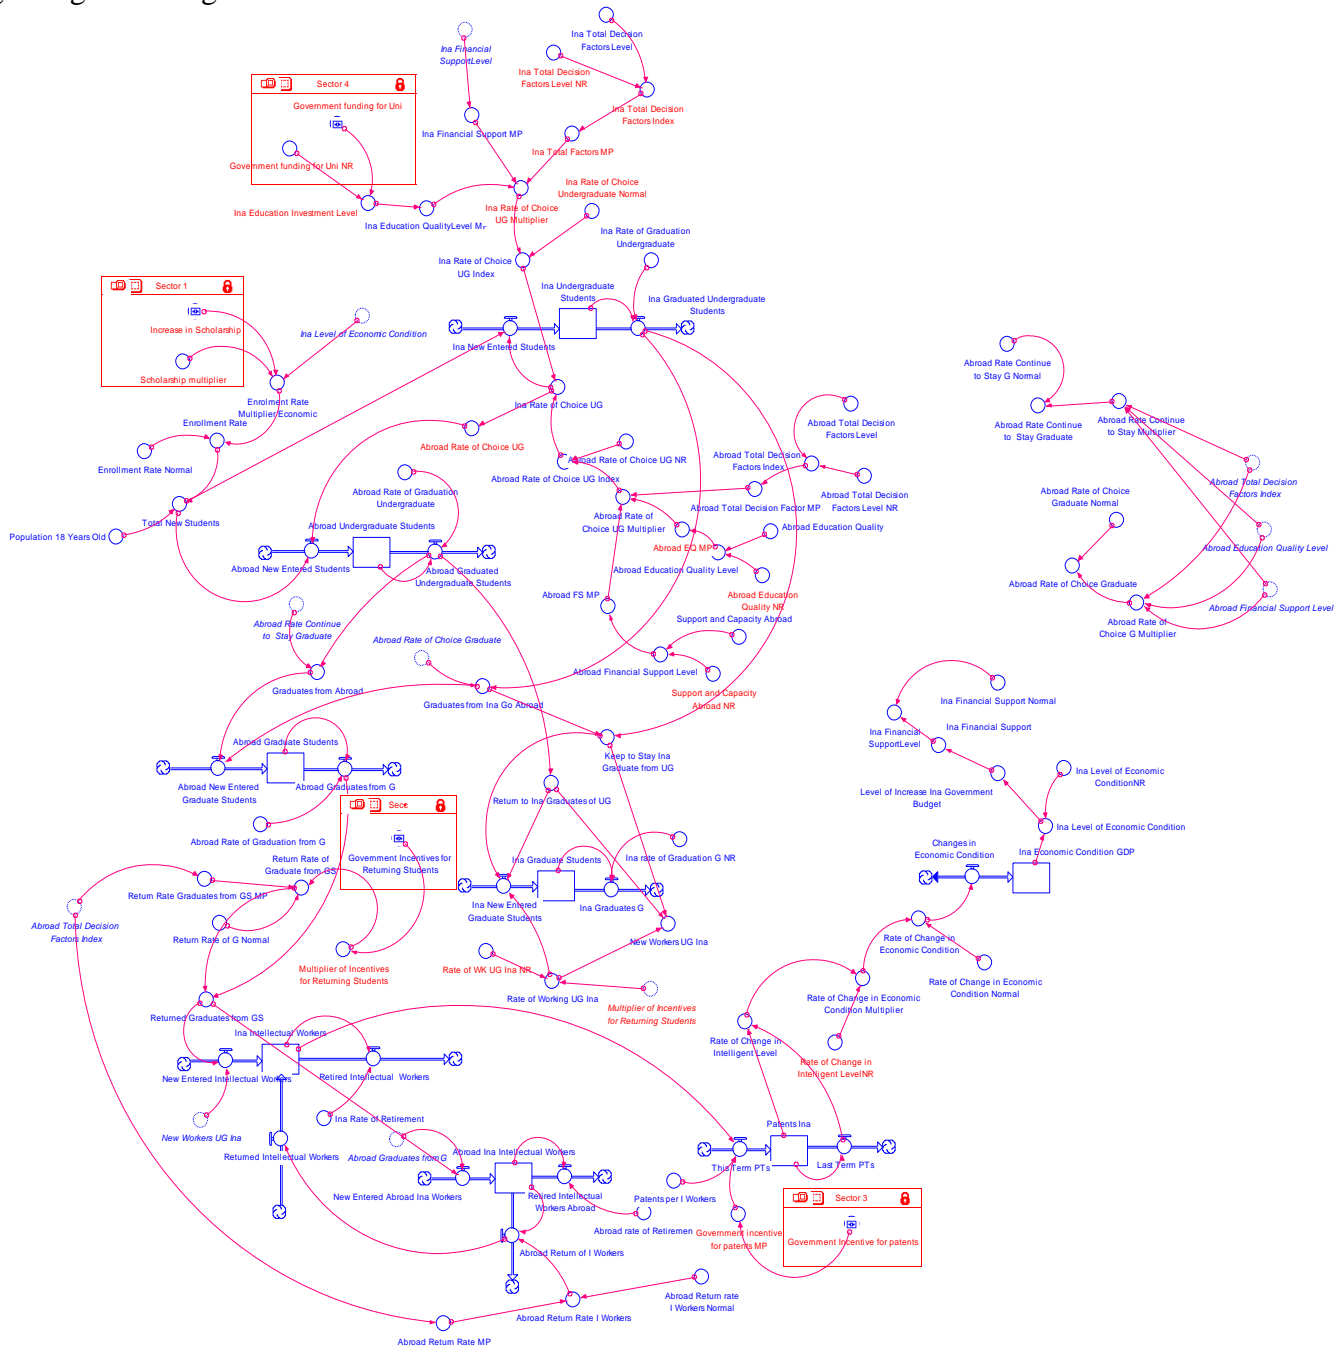 Ina Financial
SupportLevel
Ina Total Decision
Factors Level
Ina Total Decision
Factors Level NR
Ina Total Decision
Factors Index
Sector 4
Government funding for Uni
Government funding for Uni NR
Ina Financial Support MP
Ina Total Factors MP
Ina Education Investment Level
Ina Education QualityLevel
Ina Rate of Choice
Undergraduate Normal
Ina Rate of Choice
UG Multiplier
Ina Rate of Choice
UG Index
Ina Rate of Graduation
Undergraduate
Sector 1
Increase in Scholarship
Scholarship multiplier
Ina Level of Economic Condition
Ina Undergraduate
Students
Ina Graduated Undergraduate
Students
Ina New Entered Students
Enrolment Rate
Multiplier Economic
Enrollment Rate
Enrollment Rate Normal
Total New Students
Population 18 Years Old
Ina Rate of Choice UG
Abroad Rate of Choice UG
Abroad Rate of Choice UG NR
Abroad Rate of Choice UG Index
Abroad Total Decision
Factors Level
Abroad Total Decision
Factors Index
Abroad Total Decision
Factors Level NR
Abroad Total Decision Factor MP
Abroad Rate of
Choice UG Multiplier
Abroad EQ MP
Abroad Education Quality
Abroad Education Quality Level
Abroad Education
Quality NR
Abroad Rate of Graduation
Undergraduate
Abroad Undergraduate Students
Abroad New Entered Students
Abroad Graduated
Undergraduate Students
Abroad FS MP
Support and Capacity Abroad
Abroad Financial Support Level
Support and Capacity
Abroad NR
Abroad Rate Continue
to Stay G Normal
Abroad Rate Continue
to Stay Graduate
Abroad Rate Continue
to Stay Multiplier
Abroad Total Decision
Factors Index
Abroad Rate of Choice
Graduate Normal
Abroad Education Quality Level
Abroad Rate of Choice Graduate
Abroad Rate of
Choice G Multiplier
Abroad Financial Support Level
Abroad Rate Continue
to Stay Graduate
Abroad Rate of Choice Graduate
Graduates from Abroad
Graduates from Ina Go Abroad
Abroad Graduate Students
Abroad New Entered
Graduate Students
Abroad Graduates from G
Abroad Rate of Graduation from G
Keep to Stay Ina
Graduate from UG
Return to Ina Graduates of UG
Ina Financial Support Normal
Ina Financial
SupportLevel
Ina Financial Support
Level of Increase Ina Government
Budget
Ina Level of Economic
ConditionNR
Ina Level of Economic Condition
Changes in
Economic Condition
Ina Economic Condition GDP
Rate of Change in
Economic Condition
Rate of Change in Economic
Condition Normal
Rate of Change in Economic
Condition Multiplier
Rate of Change in
Intelligent Level
Rate of Change in
Intelligent LevelNR
Government Incentives for
Returning Students
Return Rate of
Graduate from GS
Return Rate Graduates from GS MP
Return Rate of G Normal
Abroad Total Decision
Factors Index
Multiplier of Incentives
for Returning Students
Ina Graduate Students
Ina rate of Graduation G NR
Ina New Entered
Graduate Students
Ina Graduates G
New Workers UG Ina
Rate of WK UG Ina NR
Rate of Working UG Ina
Multiplier of Incentives
for Returning Students
Returned Graduates from GS
Ina Intellectual Workers
New Entered Intellectual Workers
Retired Intellectual Workers
Ina Rate of Retirement
New Workers UG Ina
Returned Intellectual Workers
Abroad Graduates from G
Abroad Ina Intellectual Workers
New Entered Abroad Ina Workers
Retired Intellectual
Workers Abroad
Abroad rate of Retiremen
Abroad Return of I Workers
Abroad Return rate
I Workers Normal
Abroad Return Rate I Workers
Abroad Return Rate MP
Patents Ina
This Term PTs
Last Term PTs
Patents per I Workers
Government incentive
for patents MP
Sector 3
Government Incentive for patents